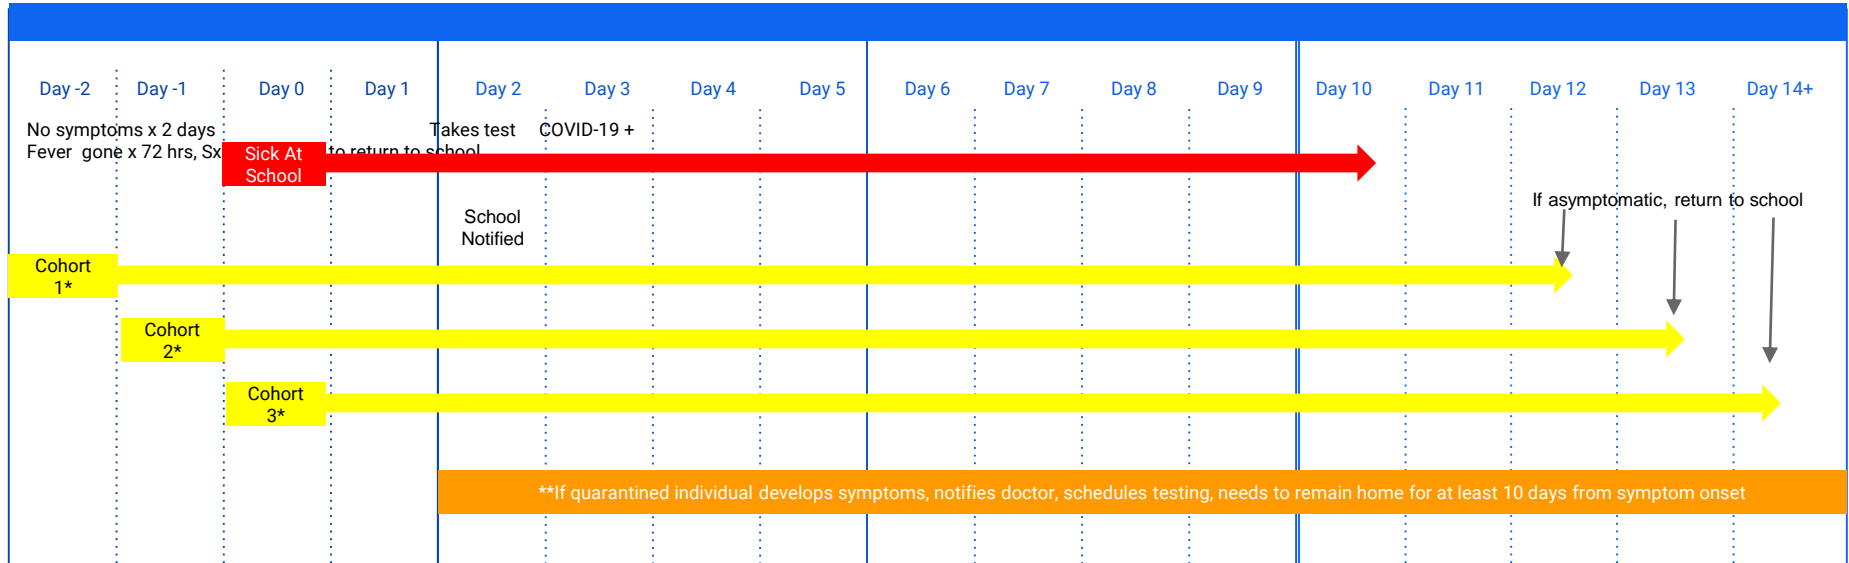 Day -2 Day -1 Day 0 Day 1 Day 2 Day 3 Day 4 Day 5 Day 6 Day 7 Day 8 Day 9 Day 10 Day 11 Day 12 Day 13 Day 14+
No symptoms x 2 days Takes test COVID-19 +
Fever gone x 72 hrs, Sx to return to school
Sick At
School
If asymptomatic, return to school
School
Notified
Cohort
1*
Cohort
2*
Cohort
3*
**If quarantined individual develops symptoms, notifies doctor, schedules testing, needs to remain home for at least 10 days from symptom onset